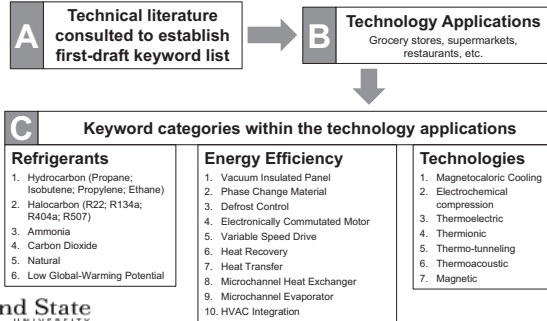 A
Technical literature
consulted to establish
first-draft keyword list
B
Technology Applications
Grocery stores, supermarkets,
restaurants, etc.
C
Keyword categories within the technology applications
Refrigerants
1. Hydrocarbon (Propane;
Isobutene; Propylene; Ethane)
2. Halocarbon (R22; R134a;
R404a; R507)
3. Ammonia
4. Carbon Dioxide
5. Natural
6. Low Global-Warming Potential
Energy Efficiency
1. Vacuum Insulated Panel
2. Phase Change Material
3. Defrost Control
4. Electronically Commutated Motor
5. Variable Speed Drive
6. Heat Recovery
7. Heat Transfer
8. Microchannel Heat Exchanger
9. Microchannel Evaporator
10. HVAC Integration
Technologies
1. Magnetocaloric Cooling
2. Electrochemical
compression
3. Thermoelectric
4. Thermionic
5. Thermo-tunneling
6. Thermoacoustic
7. Magnetic
nd State
UNIVERSITY